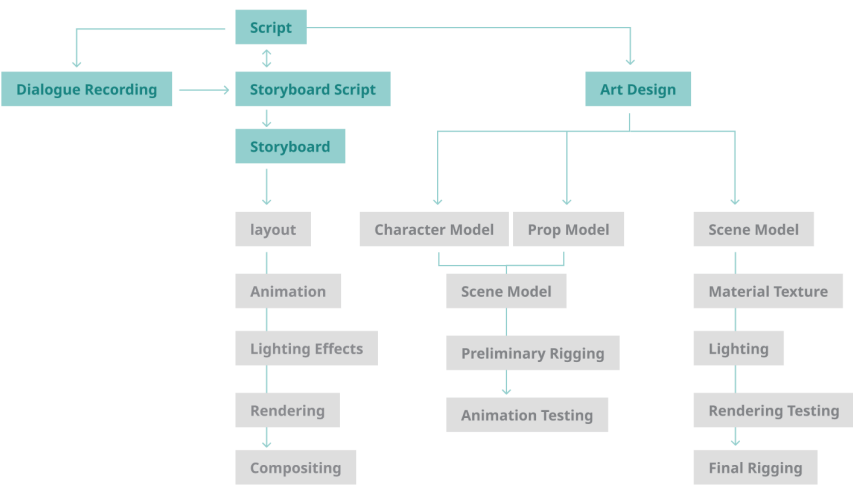 Script
Dialogue Recording
Storyboard Script
Art Design
Storyboard
layout
Character Model
Prop Model
Scene Model
Animation
Scene Model
Material Texture
Lighting Effects
Preliminary Rigging
Lighting
Rendering
Animation Testing
Rendering Testing
Compositing
Final Rigging